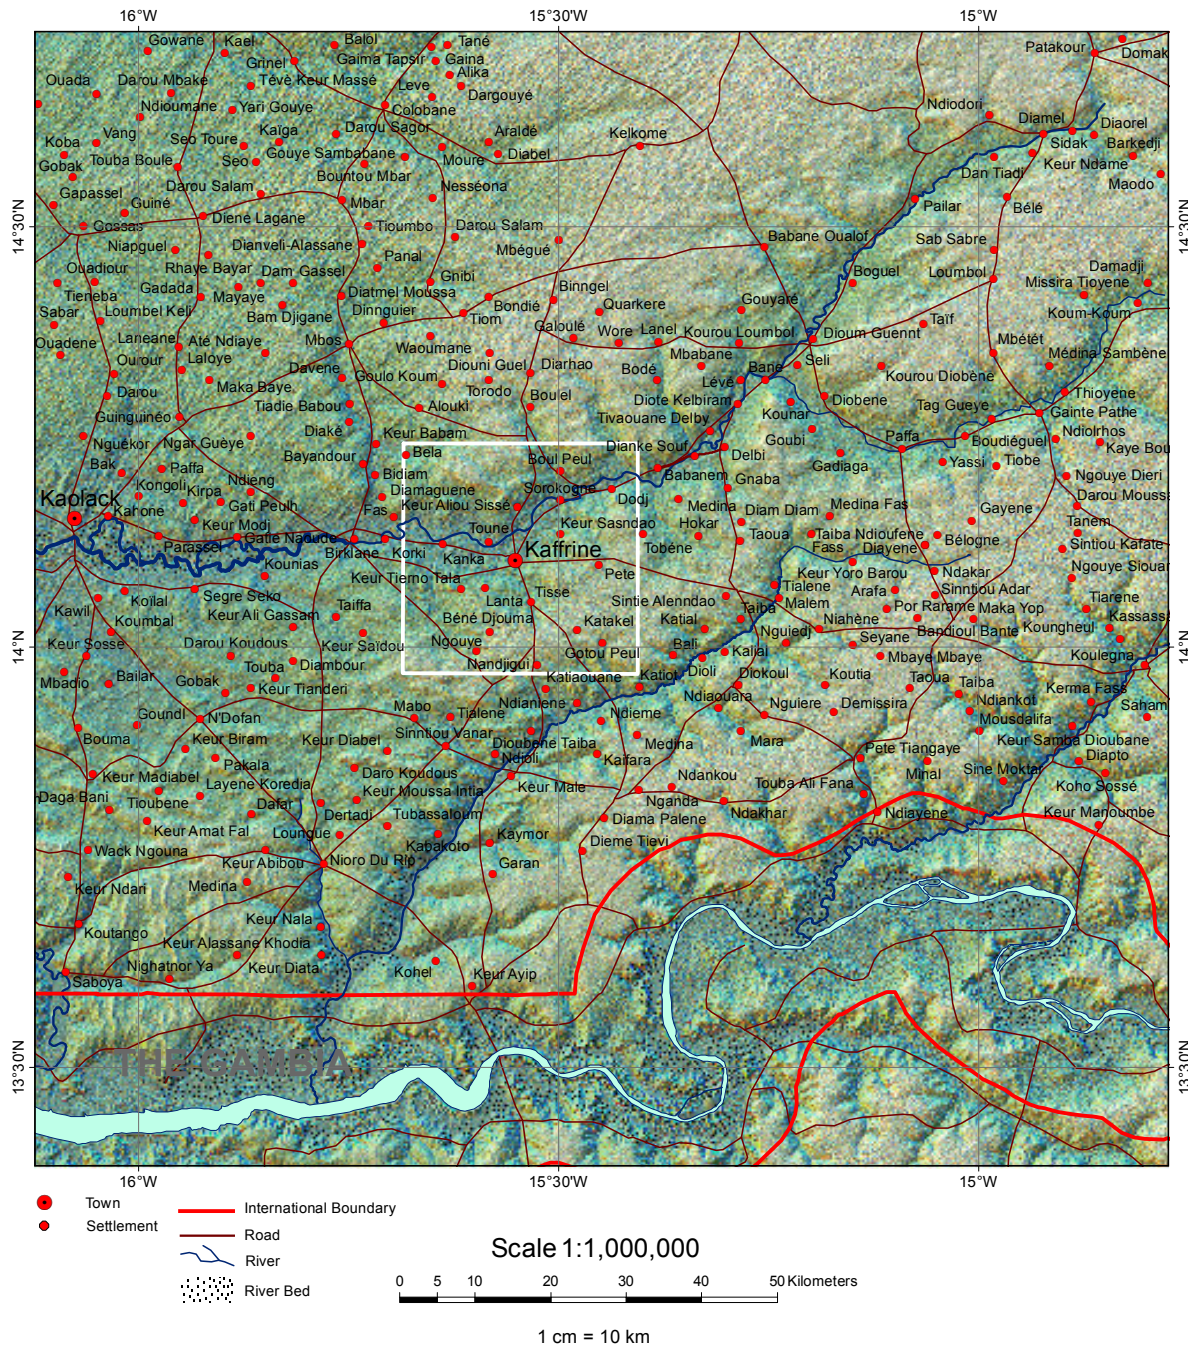 16°W 15°30'W 15°W
Gowane Kael Balol Tané Patakour Domak
Grinel Gaima Tapsir Gaina
Ouada Darou Mbaké Tévé Keur Massé Leve Alika
Ndioumane Yari Gouye Colobane Dargouyé Ndiodori Diamel Diaorel
Koba Vang Seo Toure Kaïga Darou Sagor Araldé Kelkome Sidak Barkedji
Gobak Touba Boule Seo Gouye Sambabane Moure Diabel Dan Tiadi Keur Ndame
Gapassel Darou Salam Bountou Mbar Nesséona Maodo
Guiné Diené Lagane Mbar Pailar Bélé
14°30'N Gossas Tioumbo Darou Salam Babane Oualof 14°30'N
Niapguel Dianveli-Alassane Panal Mbégué Sab Sabre
Ouadiour Rhaye Bayar Dam Gassel Gnibi Binngel Boguel Loumbol Damadji
Tieneba Gadada Mayaye Diatmel Moussa Bondié Quarkere Gouyaré Missira Tioyene
Sabar Loumbel Keli Bam Djigane Dinnguier Tiom Galoulé Wore Lanel Kourou Loumbol Dioum Guennt Taïf Koum-Koum
Ouadene Laneane Até Ndiaye Mbos Waoumane Mbabane Seli Mbétét Médina Sambène
Ourour Laloye Davene Goulo Koum Diouni Guel Diarhao Bodé Bane Kourou Diobène
Darou Maka Baye Torodo Lévé Thioyene
Guinguinéo Tiadie Babou Alouki Boulel Diote Kelbiram Kounar Diobene Tag Gueye Gainte Pathe
Diaké Keur Babam Tivaouane Delby
Nguékor Ngar Gueye Bayandour Bela Boul Peul Dianke Souf Delbi Goubi Paffa Boudiéguel Ndiolrhos Kaye Bou
Bak Paffa Bidiam Babanem Gadiaga Yassi Tiobe
Kongoli Kirpa Ndieng Diamaguene Sorokogne Dodj Gnaba Ngouye Dieri
Kaolack Karone Gati Peulh Fas Keur Aliou Sissé Medina Diam Diam Medina Fas Gayene Darou Moussa
Keur Modj Toune Keur Sasndao Hokar Tanem
Parassel Gatie Nadude Birklane Korki Kanka Kaffrine Tobène Taoua Taiba Ndioufene Bélogne Sintiou Kafate
Kounias Keur Tierno Tala Pete Fass Diayene Ndakar Ngouye Siouar
Kawil Koïlal Segre Seko Taiffa Lanta Tisse Sintie Alenndao Tialene Keur Yoro Barou Arafa Sinntiou Adar Tiarene
Koumbal Keur Ali Gassam Béné Djouma Katakel Katial Taiba Malem Por Rarame Maka Yop Kassass
14°N Keur Sosse Darou Koudous Keur Saïdou Ngouye Gotou Peul Bali Kalial Nguiedj Niahène Bandioul Bante Koungheul 14°N
Mbadio Bailar Touba Diambour Nandjigui Katiot Dioli Diokoul Seyane Mbaye Mbaye Koulegna
Gobak Keur Tianderi Katiaouane Ndiaouara Koutia Taoua Taiba Kerma Fass
Goundi N'Dofan Mabo Tialene Ndianlene Ndieme Nguiere Demissira Ndiankot Saham
Bouma Keur Biram Keur Diabel Sinntiou Vanar Dioubene Taiba Medina Mara Mousdalifa
Pakala Daro Koudous Ndioli Kaifara Pete Tiangaye Keur Samba Dioubane
Keur Madiabel Layene Koredia Keur Moussa Intia Keur Male Ndankou Touba Ali Fana Minal Sine Moktar Diapto
Daga Bani Tioubene Dafar Dertadi Tubassaloum Nganda Ndakhar Koho Sossé
Keur Amat Fal Loungue Kabakoto Kaymor Diama Palene Ndiayene Keur Manoumbe
Wack Ngouna Keur Abibou Nioro Du Rip Garan Dieme Tievi
Keur Ndari Medina
Koutango Keur Nala
Keur Alassane Khodia
Saboya Nighatnor Ya Keur Diata Kohel Keur Ayip
13°30'N THE GAMBIA 13°30'N
16°W 15°30'W 15°W
Town
Settlement
International Boundary
Road
River
River Bed
Scale 1:1,000,000
0 5 10 20 30 40 50 Kilometers
1 cm = 10 km